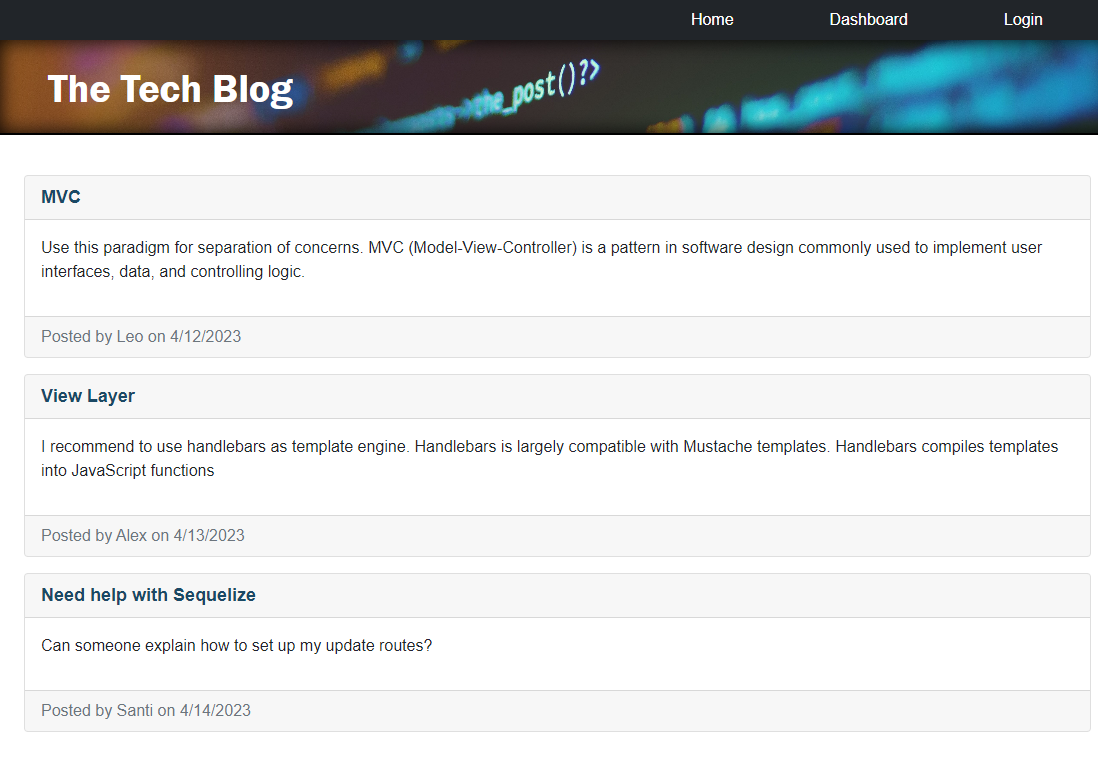 Home Dashboard Login
The Tech Blog
the_post()?>
MVC
Use this paradigm for separation of concerns. MVC (Model-View-Controller) is a pattern in software design commonly used to implement user
interfaces, data, and controlling logic.
Posted by Leo on 4/12/2023
View Layer
I recommend to use handlebars as template engine. Handlebars is largely compatible with Mustache templates. Handlebars compiles templates
into JavaScript functions
Posted by Alex on 4/13/2023
Need help with Sequelize
Can someone explain how to set up my update routes?
Posted by Santi on 4/14/2023